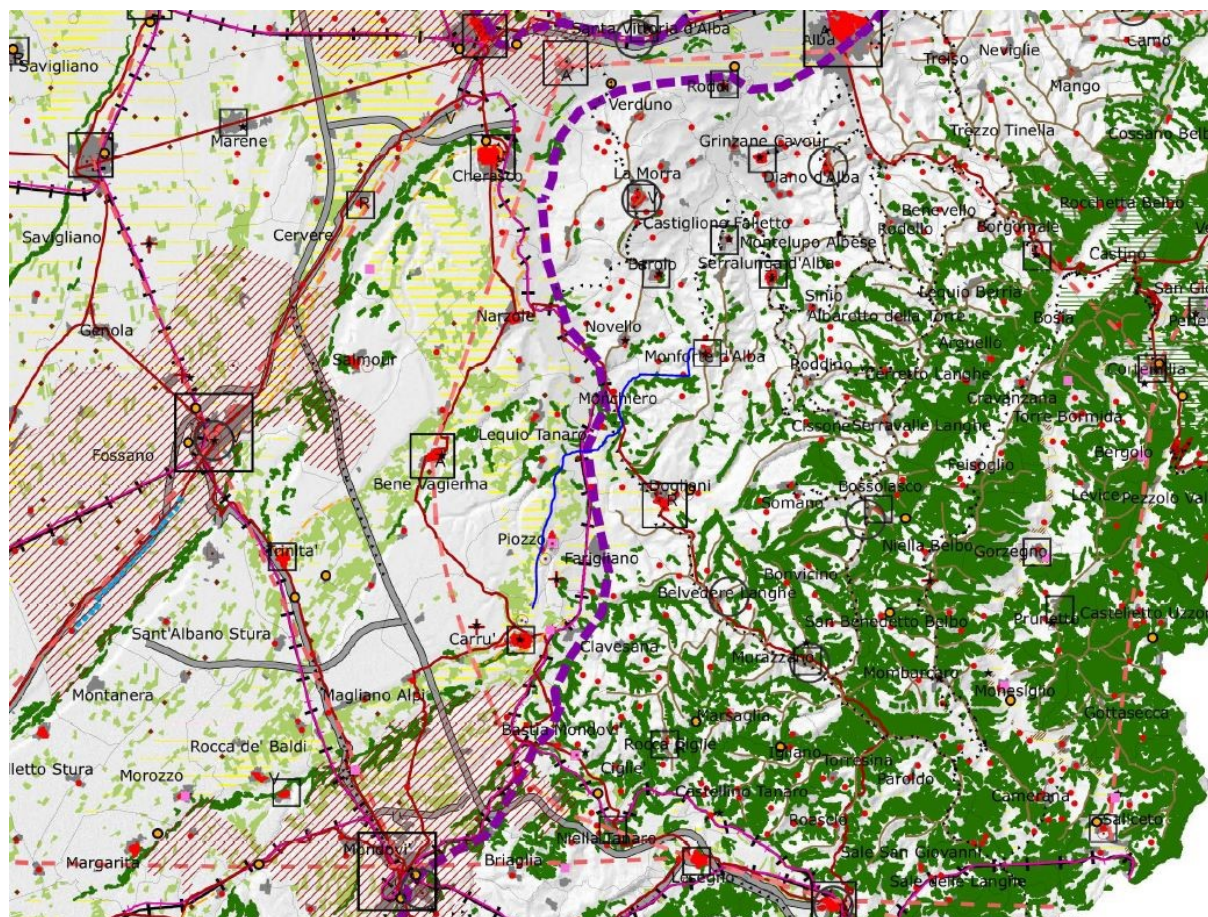 Santa Vittoria d'Alba
Alba
A
Neviglie
Camo
Treiso
Savigliano
A
Roddi
Mango
Verduno
V
Marene
Trezzo Tinella
Grinzane Cavour
Cherasco
La Morra
Diano d'Alba
V
R
Rocchetta Belbo
Benevello
Castiglione Falletto
Rodello
Borgomale
Savigliano
Cervere
Montelupo Albese
Castino
Barolo
Serralunga d'Alba
Lequio Berria
Sinio
Narzole
Albaretto della Torre
Bosia
Genola
Novello
Arguello
Salmour
Monforte d'Alba
Roddino
Cerretto Langhe
Cortemilia
Monchiero
Cravanzana
Torre Bormida
Cissone
Serravalle Langhe
Lequio Tanaro
Fossano
Bergolo
A
Feisoglio
Bene Vagienna
Dogliani
Bossolasco
R
Somano
Levice
Piozzo
Niella Belbo
Trinita'
Farigliano
Gorzegno
Bonvicino
Belvedere Langhe
San Benedetto Belbo
Prunetto
Sant'Albano Stura
Carru'
Clavesana
Murazzano
Mombarcaro
Montanera
Magliano Alpi
Monesiglio
Marsaglia
Gottasecca
Bastia Mondovi'
Rocca de' Baldi
Igliano
Torresina
Morozzo
V
Ciglie'
Paroldo
Castellino Tanaro
Camerana
Roascio
Saliceto
Niella Tanaro
Mondovi'
Margarita
Briaglia
Sale San Giovanni
Lesegno
Sale delle Langhe